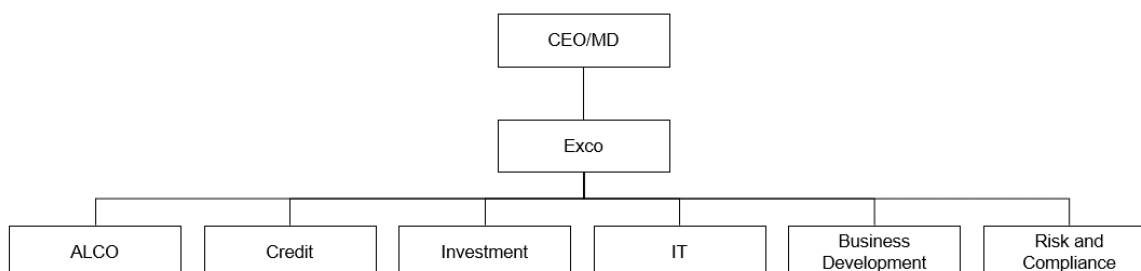 CEO/MD
Exco
ALCO
Credit
Investment
IT
Business
Development
Risk and
Compliance